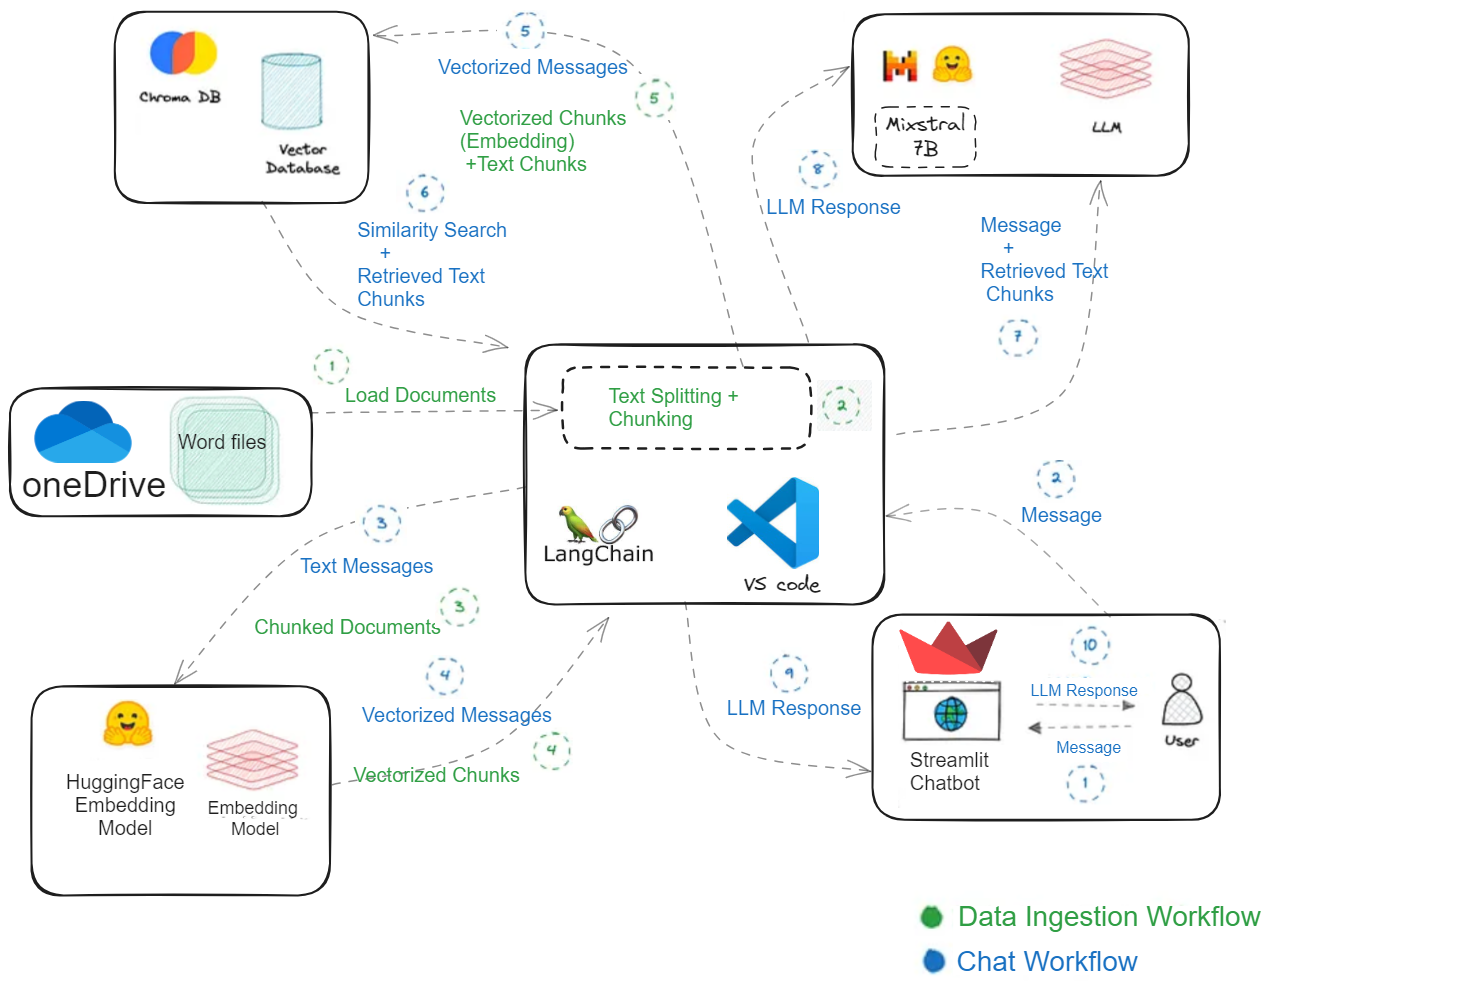 Chroma DB
Vector
Database
5
Vectorized Messages
5
Vectorized Chunks
(Embedding)
+Text Chunks
6
Similarity Search
+
Retrieved Text
Chunks
Mixstral
7B
LLM
8
LLM Response
Message
+
Retrieved Text
Chunks
7
1
Load Documents
Word files
oneDrive
Text Splitting +
Chunking
2
LangChain
VS code
2
Message
3
Text Messages
3
Chunked Documents
4
Vectorized Messages
4
Vectorized Chunks
HuggingFace
Embedding
Model
Embedding
Model
9
LLM Response
10
LLM Response
Message
1
User
Streamlit
Chatbot
Data Ingestion Workflow
Chat Workflow